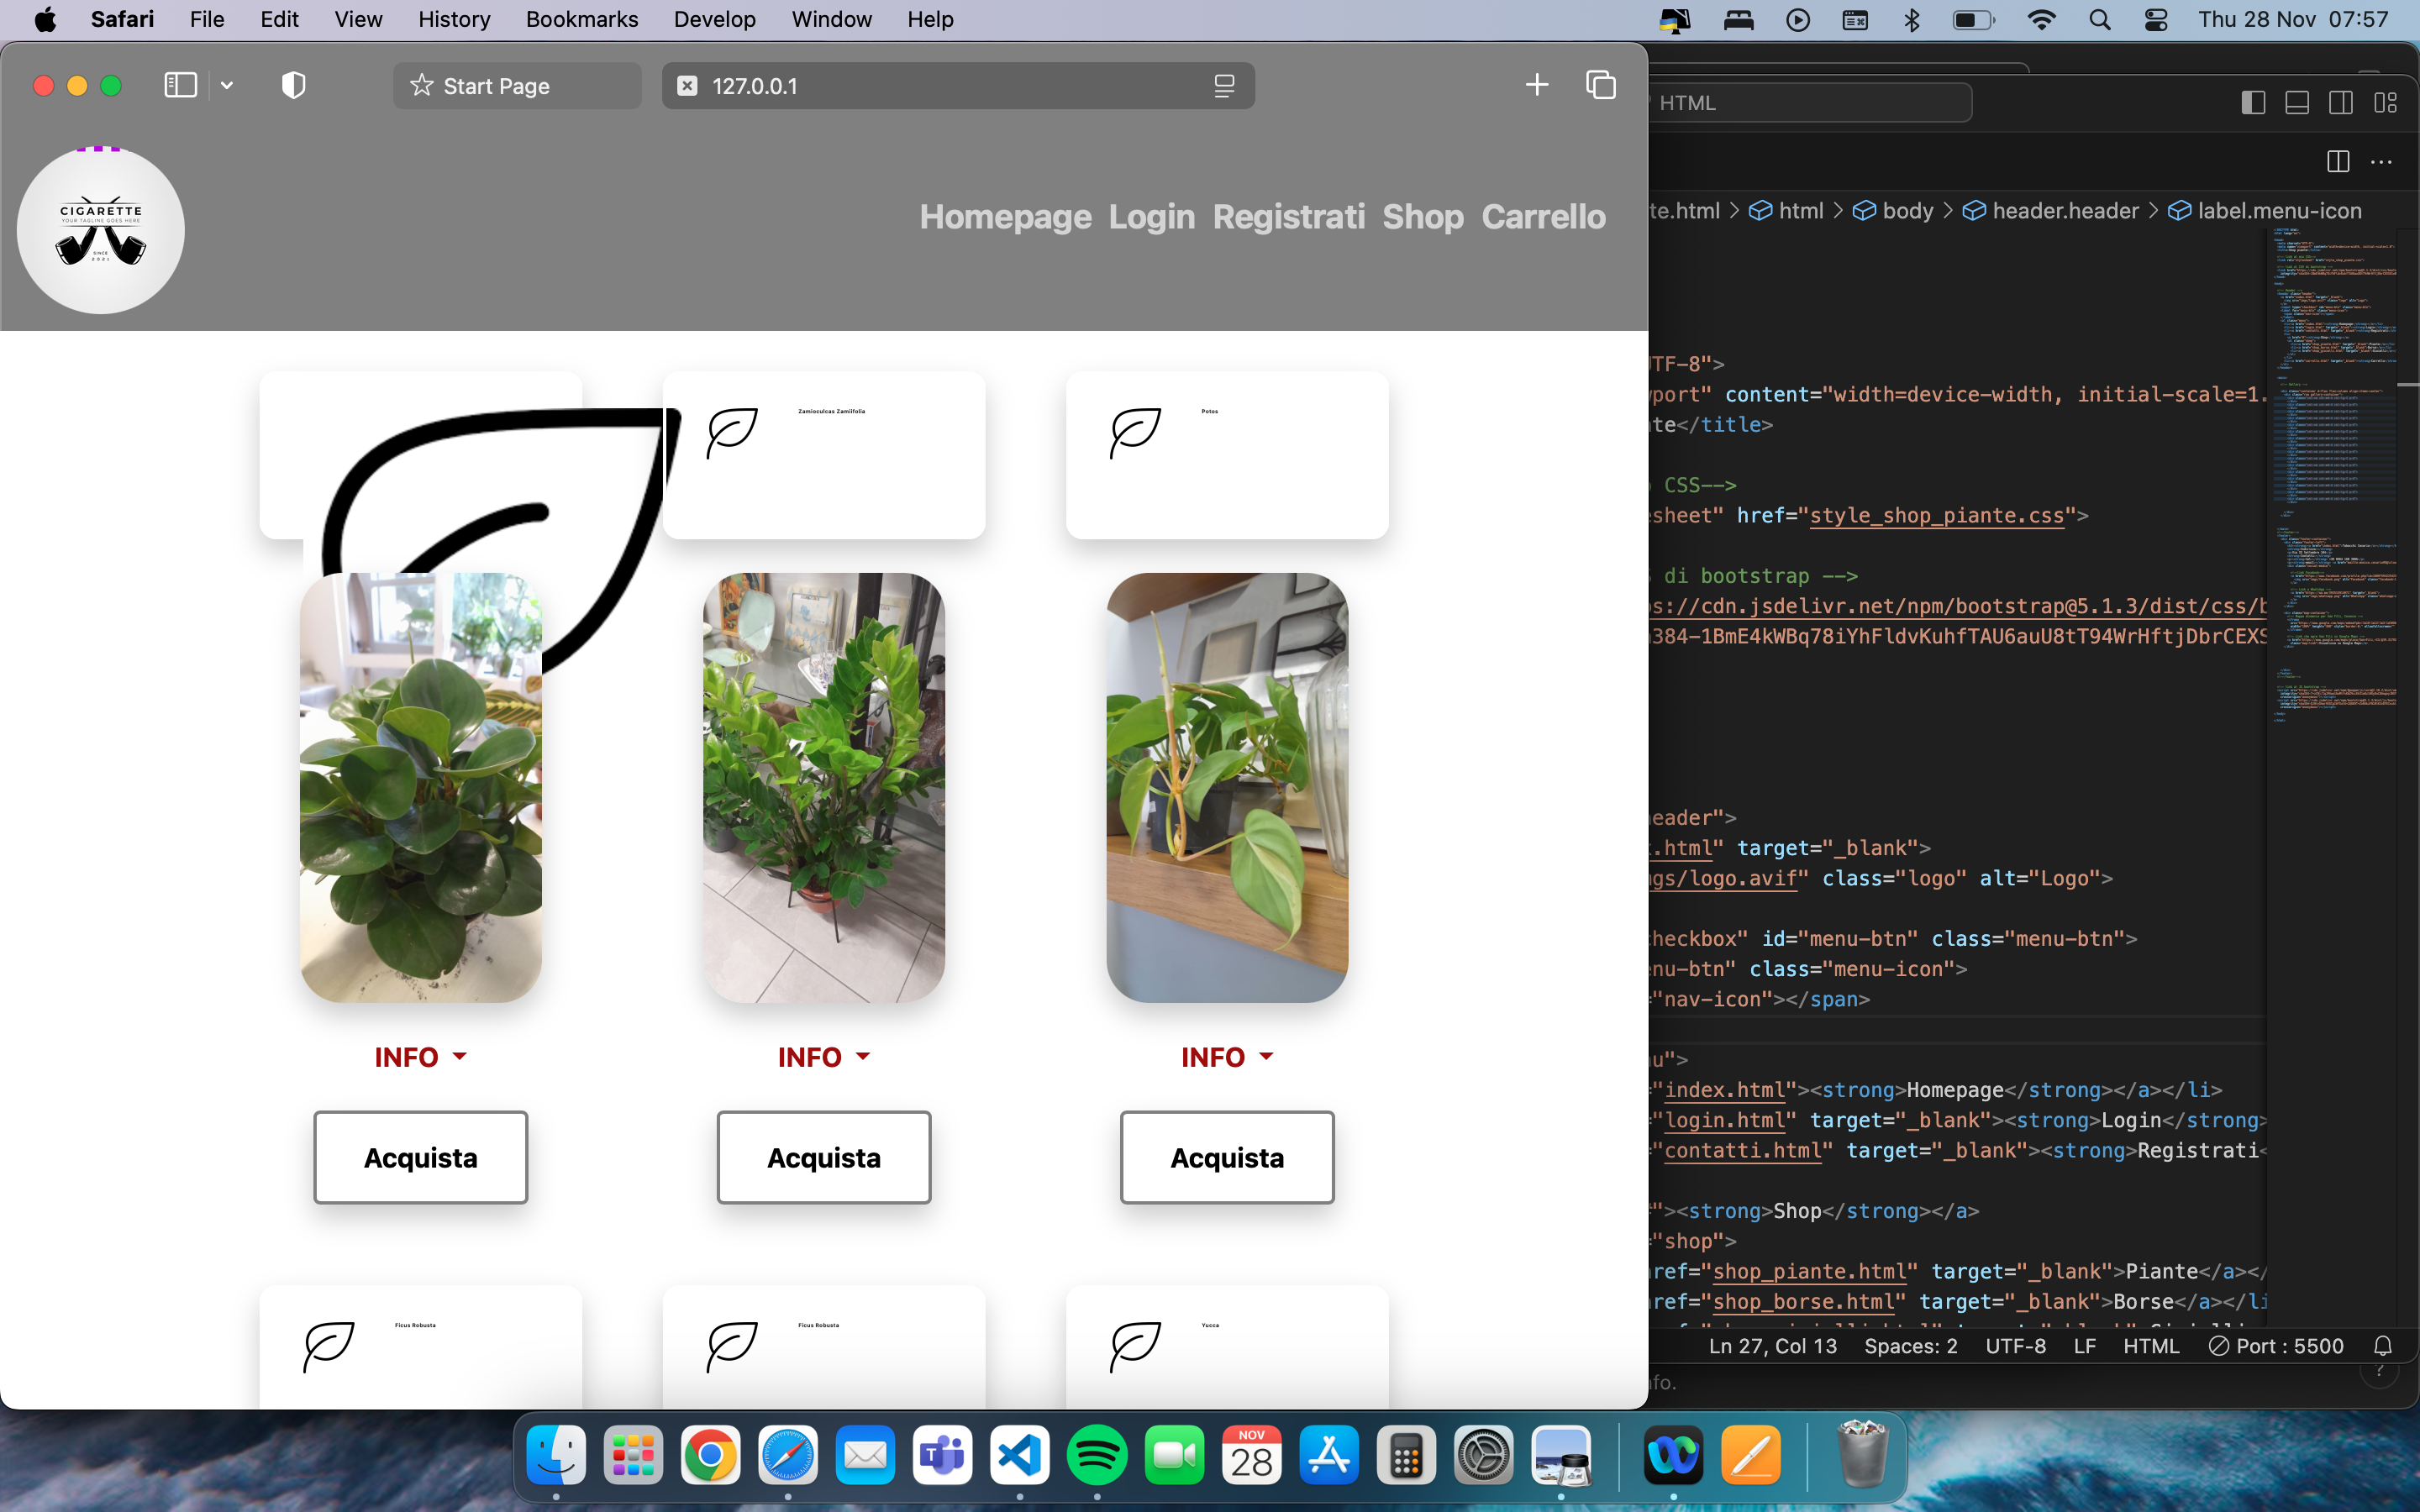 Safari File Edit View History Bookmarks Develop Window Help Thu 28 Nov 07:57
Start Page 127.0.0.1
HTML
CIGARETTE
YOUR TAGLINE GOES HERE
SINCE
2021
Homepage Login Registrati Shop Carrello
Zamioculcas Zamiifolia
Potos
INFO INFO INFO
Acquista Acquista Acquista
Ficus Robusta Ficus Robusta Yucca
te.html > html > body > header.header > label.menu-icon
UTF-8">
port" content="width=device-width, initial-scale=1.
te</title>
CSS-->
sheet" href="style_shop_piante.css">
di bootstrap -->
s://cdn.jsdelivr.net/npm/bootstrap@5.1.3/dist/css/b
384-1BmE4kWBq78iYhFldvKuhfTAU6auU8tT94WrHftjDbrCEXS
eader">
.html" target="_blank">
gs/logo.avif" class="logo" alt="Logo">
heckbox" id="menu-btn" class="menu-btn">
nu-btn" class="menu-icon">
"nav-icon"></span>
nu">
"index.html"><strong>Homepage</strong></a></li>
"login.html" target="_blank"><strong>Login</strong>
"contatti.html" target="_blank"><strong>Registrati<
"><strong>Shop</strong></a>
"shop">
ref="shop_piante.html" target="_blank">Piante</a></
ref="shop_borse.html" target="_blank">Borse</a></li
Ln 27, Col 13 Spaces: 2 UTF-8 LF HTML Port : 5500
nfo.
?
NOV
28